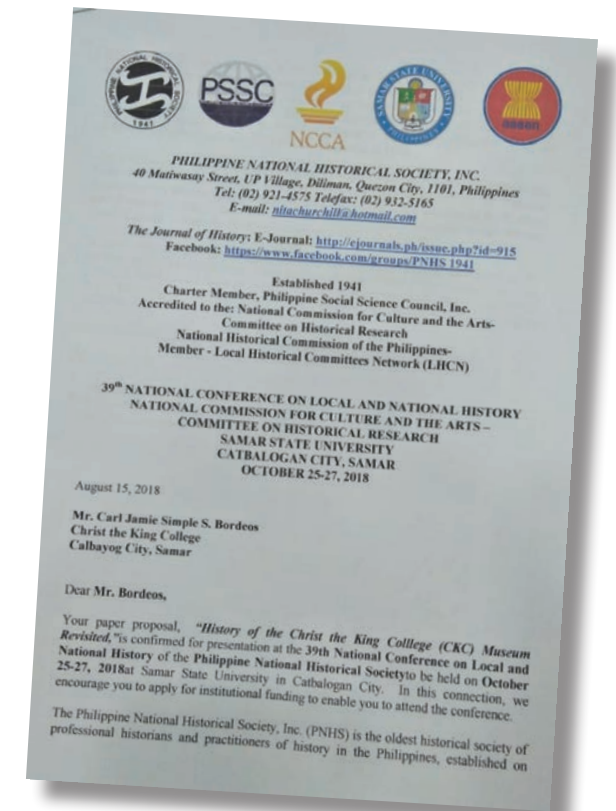 PHILIPPINE NATIONAL HISTORICAL SOCIETY
1941
PSSC
NCCA
SAMAR STATE UNIVERSITY
PHILIPPINES
asean
PHILIPPINE NATIONAL HISTORICAL SOCIETY, INC.
40 Matiwasay Street, UP Village, Diliman, Quezon City, 1101, Philippines
Tel: (02) 921-4575 Telefax: (02) 932-5165
E-mail: nitachurchill@hotmail.com
The Journal of History: E-Journal: http://ejournals.ph/issue.php?id=915
Facebook: https://www.facebook.com/groups/PNHS 1941
Established 1941
Charter Member, Philippine Social Science Council, Inc.
Accredited to the: National Commission for Culture and the Arts-
Committee on Historical Research
National Historical Commission of the Philippines-
Member - Local Historical Committees Network (LHCN)
39th NATIONAL CONFERENCE ON LOCAL AND NATIONAL HISTORY
NATIONAL COMMISSION FOR CULTURE AND THE ARTS –
COMMITTEE ON HISTORICAL RESEARCH
SAMAR STATE UNIVERSITY
CATBALOGAN CITY, SAMAR
OCTOBER 25-27, 2018
August 15, 2018
Mr. Carl Jamie Simple S. Bordeos
Christ the King College
Calbayog City, Samar
Dear Mr. Bordeos,
Your paper proposal, "History of the Christ the King Colllege (CKC) Museum
Revisited,"is confirmed for presentation at the 39th National Conference on Local and
National History of the Philippine National Historical Societyto be held on October
25-27, 2018at Samar State University in Catbalogan City. In this connection, we
encourage you to apply for institutional funding to enable you to attend the conference.
The Philippine National Historical Society, Inc. (PNHS) is the oldest historical society of
professional historians and practitioners of history in the Philippines, established on